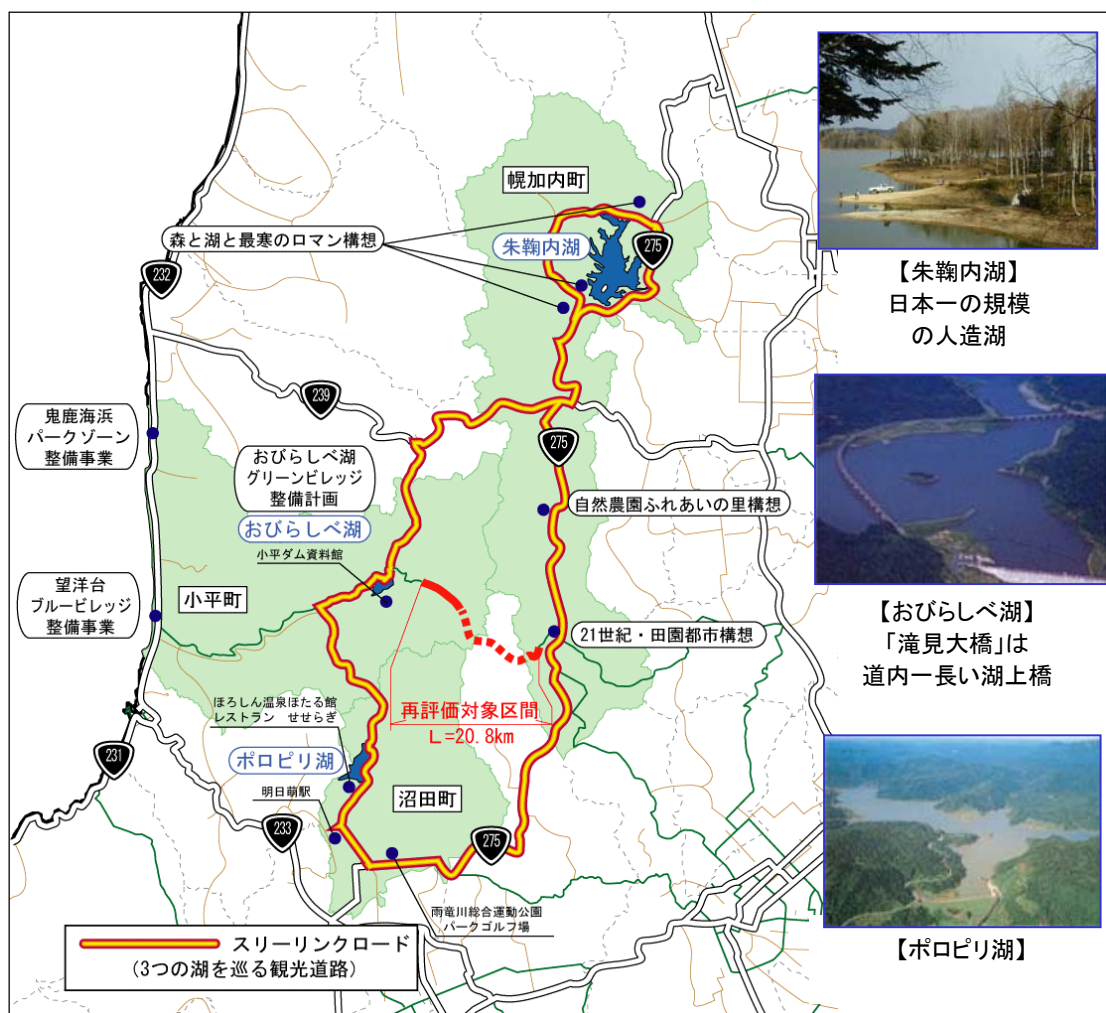 幌加内町
森と湖と最寒のロマン構想
朱鞠内湖
275
232
239
鬼鹿海浜
パークゾーン
整備事業
おびらしべ湖
グリーンビレッジ
整備計画
おびらしべ湖
小平ダム資料館
275
自然農園ふれあいの里構想
望洋台
ブルービレッジ
整備事業
小平町
21世紀・田園都市構想
ほろしん温泉ほたる館
レストラン せせらぎ
再評価対象区間
L=20.8km
ポロピリ湖
231
明日萌駅
沼田町
233
275
雨竜川総合運動公園
パークゴルフ場
スリーリンクロード
(3つの湖を巡る観光道路)
【朱鞠内湖】
日本一の規模
の人造湖
【おびらしべ湖】
「滝見大橋」は
道内一長い湖上橋
【ポロピリ湖】